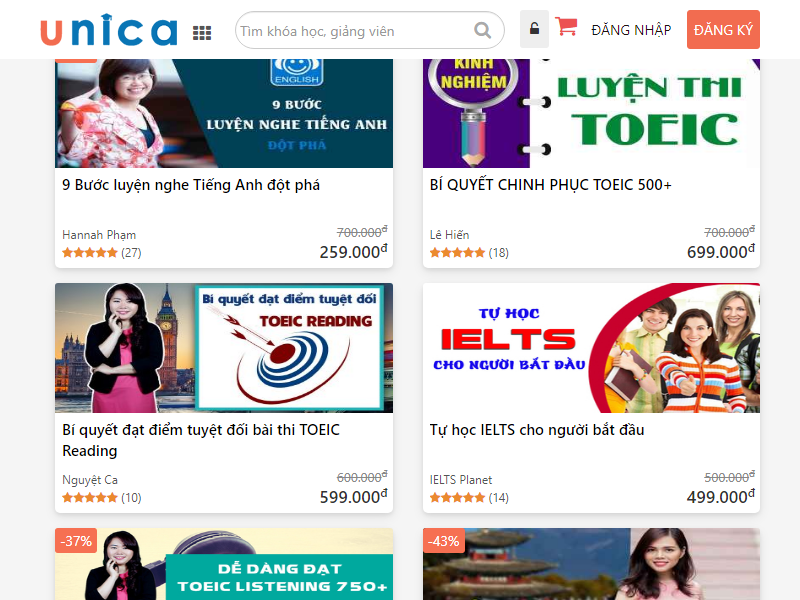 unica
Tìm khóa học, giảng viên
ĐĂNG NHẬP
ĐĂNG KÝ
ENGLISH
9 BƯỚC
LUYỆN NGHE TIẾNG ANH
ĐỘT PHÁ
KINH
NGHIỆM
LUYỆN THI
TOEIC
9 Bước luyện nghe Tiếng Anh đột phá
BÍ QUYẾT CHINH PHỤC TOEIC 500+
Hannah Phạm
700.000đ
(27)
259.000đ
Lê Hiến
700.000đ
(18)
699.000đ
Bí quyết đạt điểm tuyệt đối
TOEIC READING
TỰ HỌC
IELTS
CHO NGƯỜI BẮT ĐẦU
Bí quyết đạt điểm tuyệt đối bài thi TOEIC
Reading
Tự học IELTS cho người bắt đầu
Nguyệt Ca
600.000đ
(10)
599.000đ
IELTS Planet
500.000đ
(14)
499.000đ
-37%
DỄ DÀNG ĐẠT
TOEIC LISTENING 750+
-43%